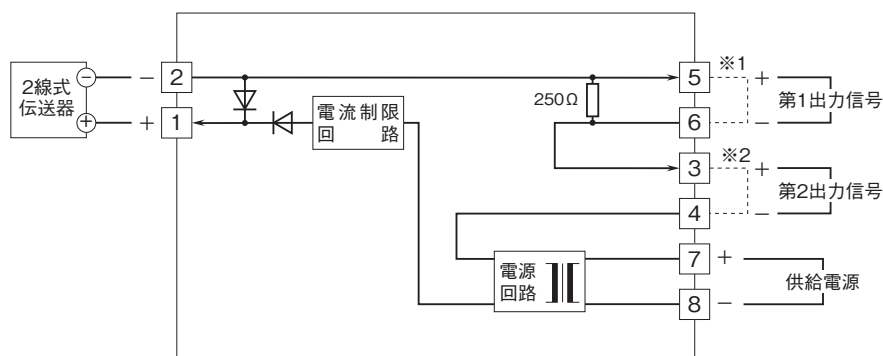 2線式
伝送器
−
+
−
+
2
1
電流制限
回 路
250Ω
5
6
3
4
7
8
※1
※2
+
−
第1出力信号
+
−
第2出力信号
電源
回路
+
−
供給電源